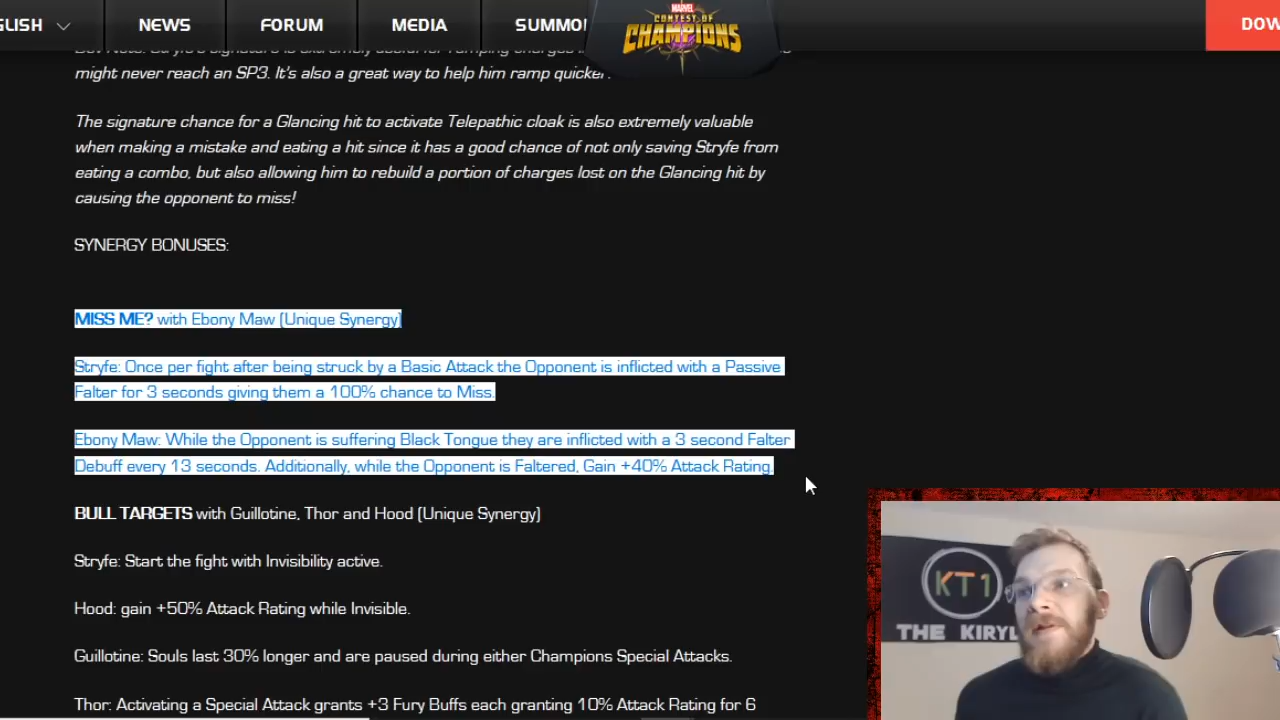 GLISH NEWS FORUM MEDIA SUMMO
MARVEL
CONTEST OF
CHAMPIONS
DOW
might never reach an SP3. It's also a great way to help him ramp quicker.
The signature chance for a Glancing hit to activate Telepathic cloak is also extremely valuable
when making a mistake and eating a hit since it has a good chance of not only saving Stryfe from
eating a combo, but also allowing him to rebuild a portion of charges lost on the Glancing hit by
causing the opponent to miss!
SYNERGY BONUSES:
MISS ME? with Ebony Maw (Unique Synergy)
Stryfe: Once per fight after being struck by a Basic Attack the Opponent is inflicted with a Passive
Falter for 3 seconds giving them a 100% chance to Miss.
Ebony Maw: While the Opponent is suffering Black Tongue they are inflicted with a 3 second Falter
Debuff every 13 seconds. Additionally, while the Opponent is Faltered, Gain +40% Attack Rating.
BULL TARGETS with Guillotine, Thor and Hood (Unique Synergy)
Stryfe: Start the fight with Invisibility active.
Hood: gain +50% Attack Rating while Invisible.
Guillotine: Souls last 30% longer and are paused during either Champions Special Attacks.
Thor: Activating a Special Attack grants +3 Fury Buffs each granting 10% Attack Rating for 6
KT1
THE KIRYL